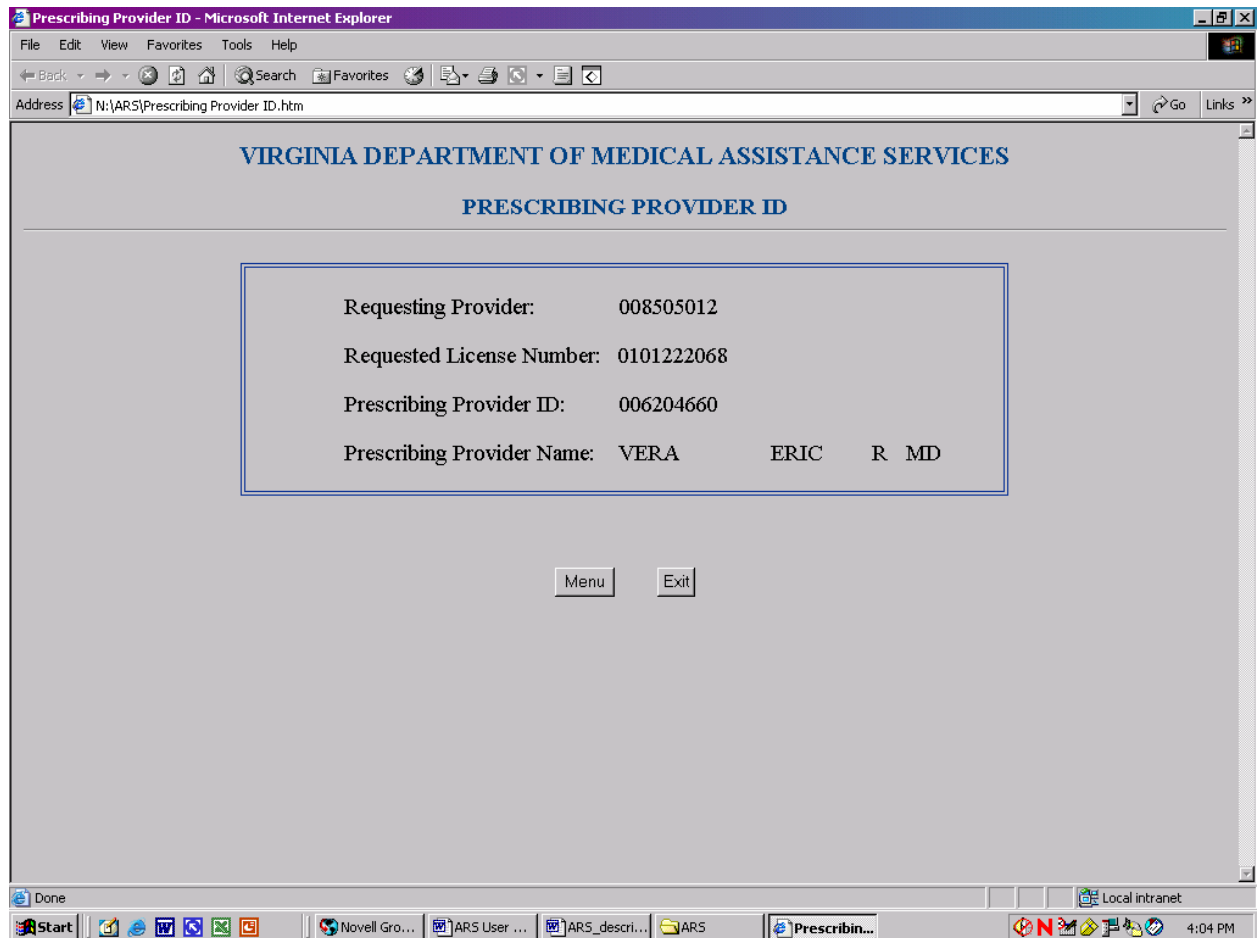 Prescribing Provider ID - Microsoft Internet Explorer
File Edit View Favorites Tools Help
Back Search Favorites
Address N:\ARS\Prescribing Provider ID.htm Go Links »
VIRGINIA DEPARTMENT OF MEDICAL ASSISTANCE SERVICES
PRESCRIBING PROVIDER ID
Requesting Provider: 008505012
Requested License Number: 0101222068
Prescribing Provider ID: 006204660
Prescribing Provider Name: VERA ERIC R MD
Menu Exit
Done Local intranet
Start Novell Gro... ARS User ... ARS_descri... ARS Prescribin... 4:04 PM